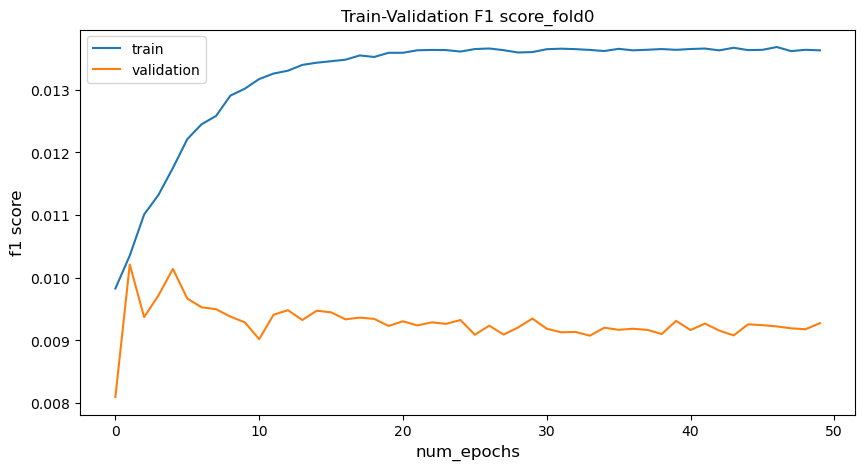 Train-Validation F1 score_fold0
train
validation
f1 score
0.013
0.012
0.011
0.010
0.009
0.008
0
10
20
30
40
50
num_epochs